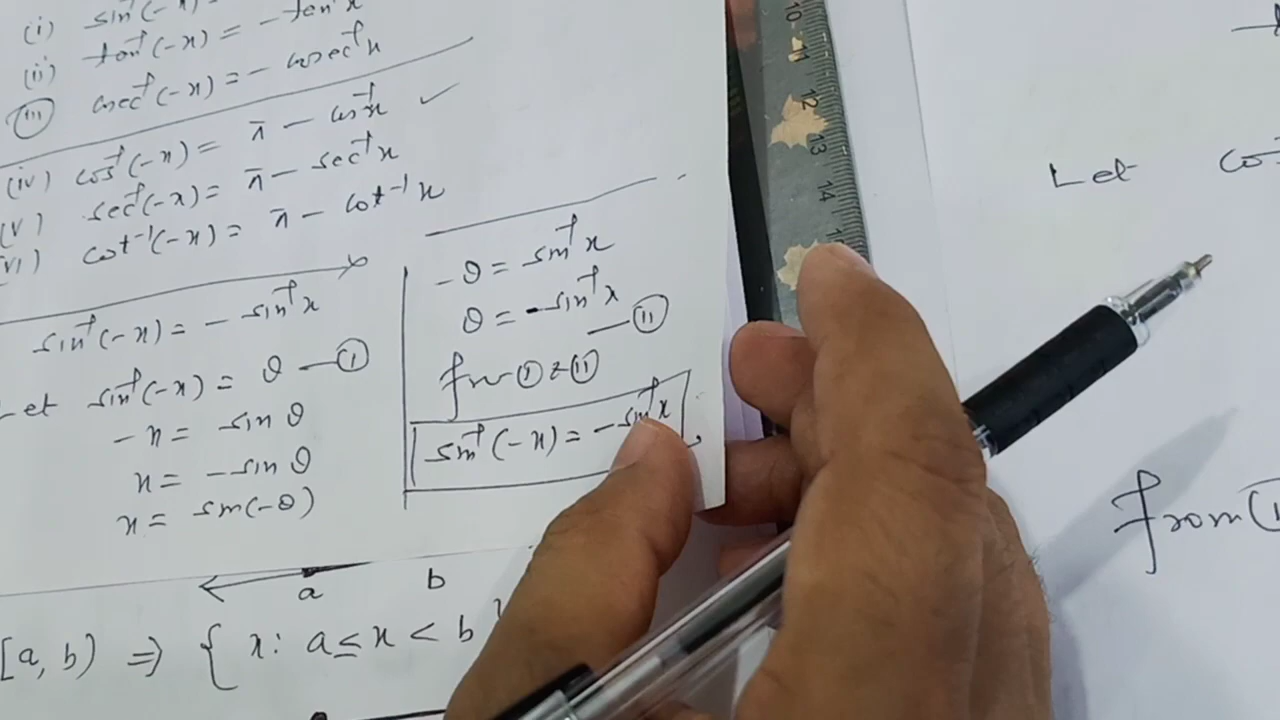 (i) sin⁻¹(-x)
(ii) tan⁻¹(-x) = - tan⁻¹x
(iii) cosec⁻¹(-x) = - cosec⁻¹x
(iv) cos⁻¹(-x) = π - cos⁻¹x ✓
(v) sec⁻¹(-x) = π - sec⁻¹x
(vi) cot⁻¹(-x) = π - cot⁻¹x
sin⁻¹(-x) = - sin⁻¹x
Let sin⁻¹(-x) = θ — (I)
-x = sin θ
x = -sin θ
x = sin(-θ)
-θ = sin⁻¹x
θ = -sin⁻¹x — (II)
from (I) & (II)
sin⁻¹(-x) = -sin⁻¹x
a b
[a, b) ⇒ { x: a ≤ x < b
10 11 12 13 14
Let
from